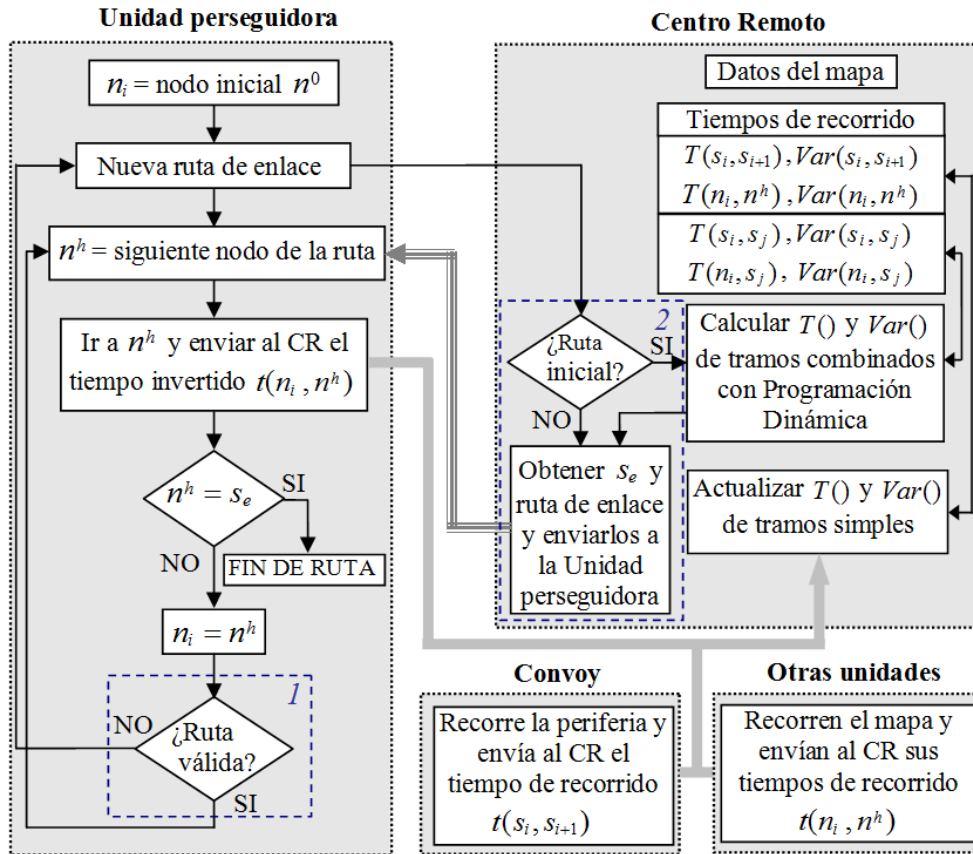 Unidad perseguidora
n_i = nodo inicial n^0
Nueva ruta de enlace
n^h = siguiente nodo de la ruta
Ir a n^h y enviar al CR el
tiempo invertido t(n_i , n^h)
n^h = s_e
SI
NO
FIN DE RUTA
n_i = n^h
1
NO
¿Ruta
válida?
SI
Centro Remoto
Datos del mapa
Tiempos de recorrido
T(s_i, s_{i+1}) , Var(s_i, s_{i+1})
T(n_i , n^h) , Var(n_i , n^h)
T(s_i , s_j) , Var(s_i , s_j)
T(n_i , s_j) , Var(n_i , s_j)
2
¿Ruta
inicial?
SI
NO
Calcular T() y Var()
de tramos combinados
con Programación
Dinámica
Obtener s_e y
ruta de enlace
y enviarlos a
la Unidad
perseguidora
Actualizar T() y Var()
de tramos simples
Convoy
Recorre la periferia y
envía al CR el
tiempo de recorrido
t(s_i , s_{i+1})
Otras unidades
Recorren el mapa y
envían al CR sus
tiempos de recorrido
t(n_i , n^h)